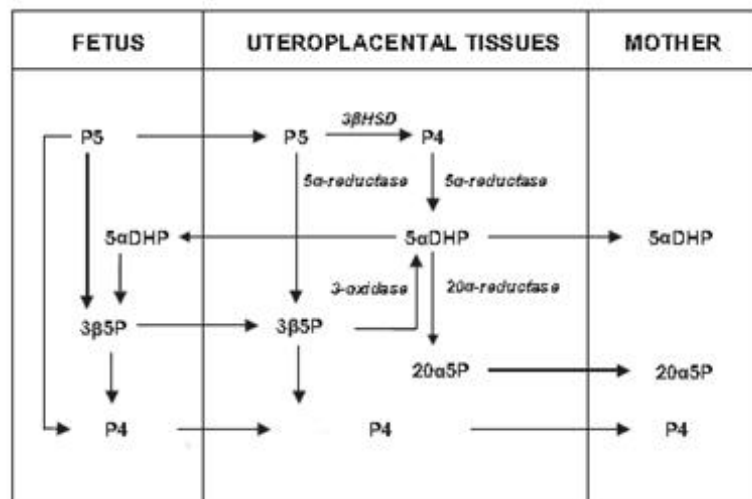 FETUS UTEROPLACENTAL TISSUES MOTHER
3βHSD
P5 P5 P4
5α-reductase 5α-reductase
5αDHP 5αDHP 5αDHP
3-oxidase 20α-reductase
3β5P 3β5P
20α5P 20α5P
P4 P4 P4